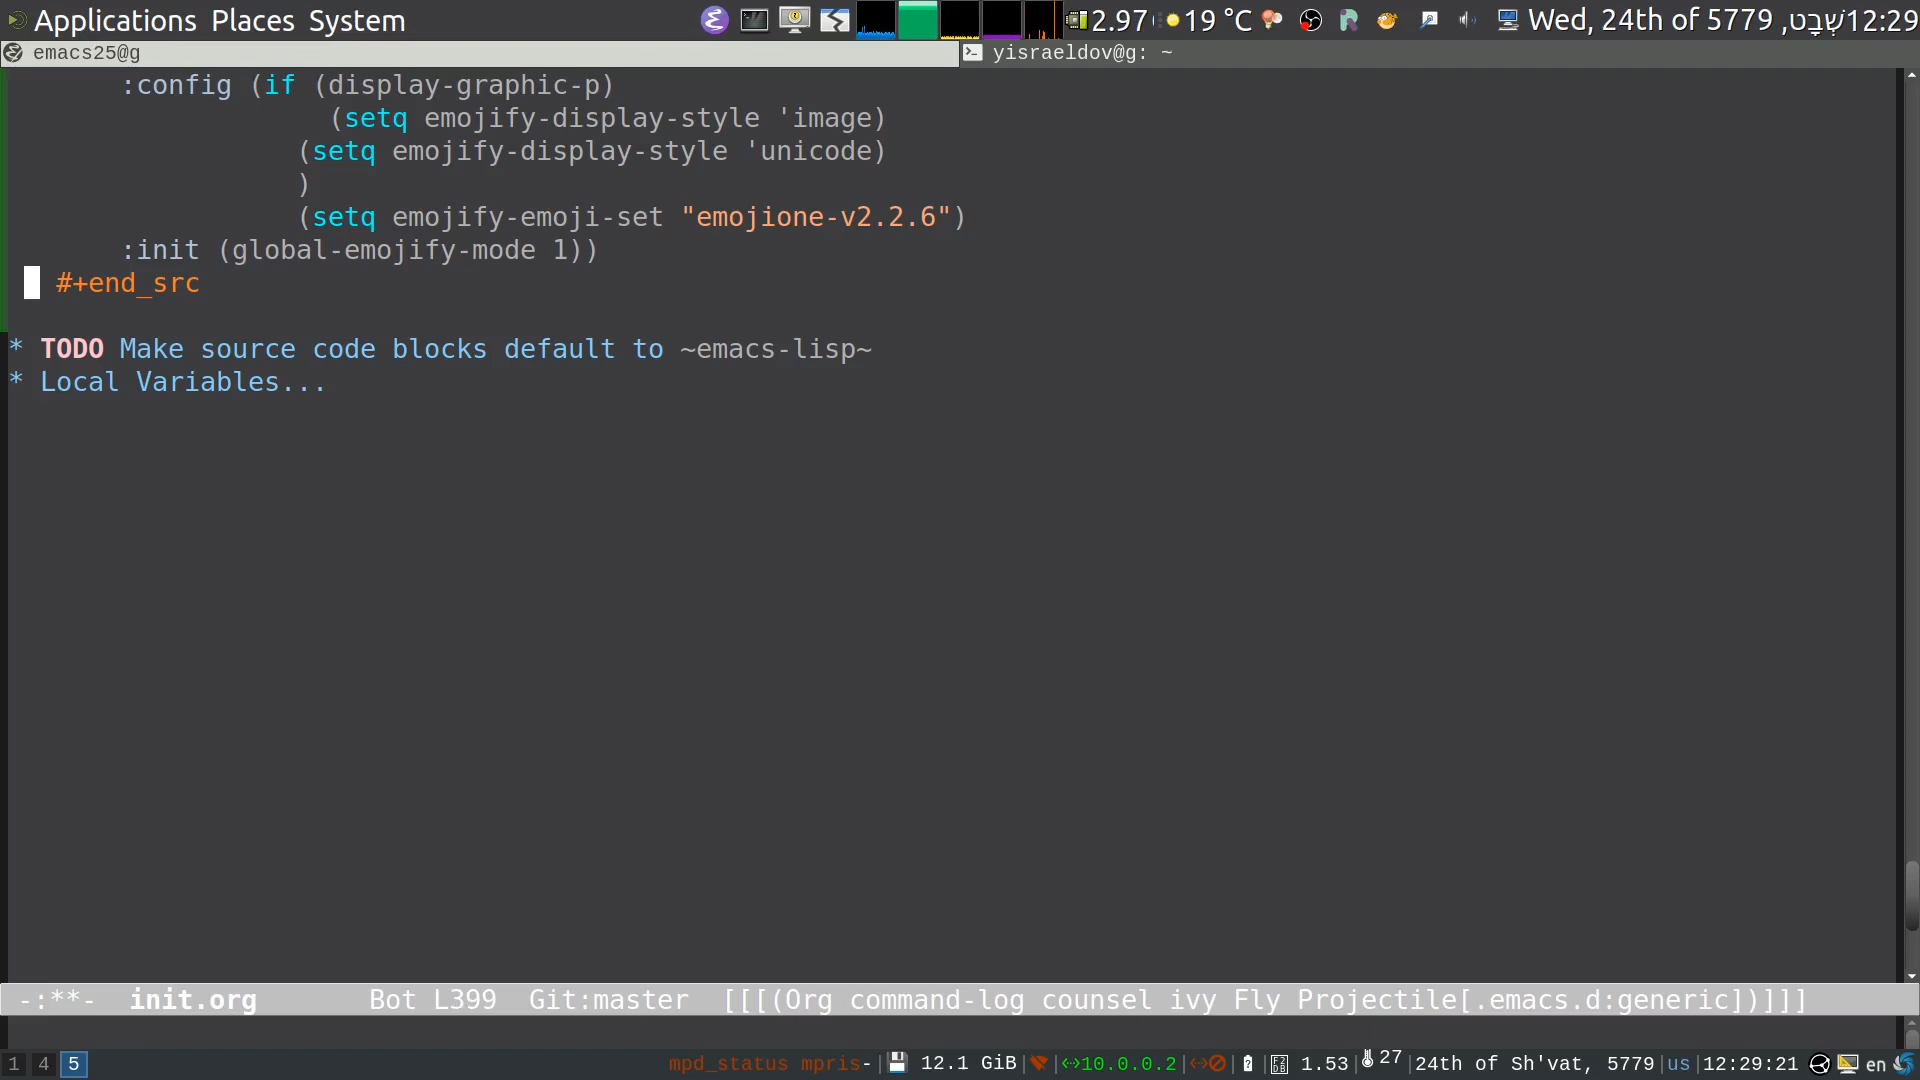 Applications Places System 2.97 19 °C Wed, 24th of שְׁבָט, 5779 12:29
emacs25@g yisraeldov@g: ~
:config (if (display-graphic-p)
(setq emojify-display-style 'image)
(setq emojify-display-style 'unicode)
)
(setq emojify-emoji-set "emojione-v2.2.6")
:init (global-emojify-mode 1))
#+end_src
* TODO Make source code blocks default to ~emacs-lisp~
* Local Variables...
-:**- init.org Bot L399 Git:master [[[(Org command-log counsel ivy Fly Projectile[.emacs.d:generic])]]]
1 4 5 mpd_status mpris- | 12.1 GiB| |10.0.0.2| | | 1.53| 27 |24th of Sh'vat, 5779|us|12:29:21 en